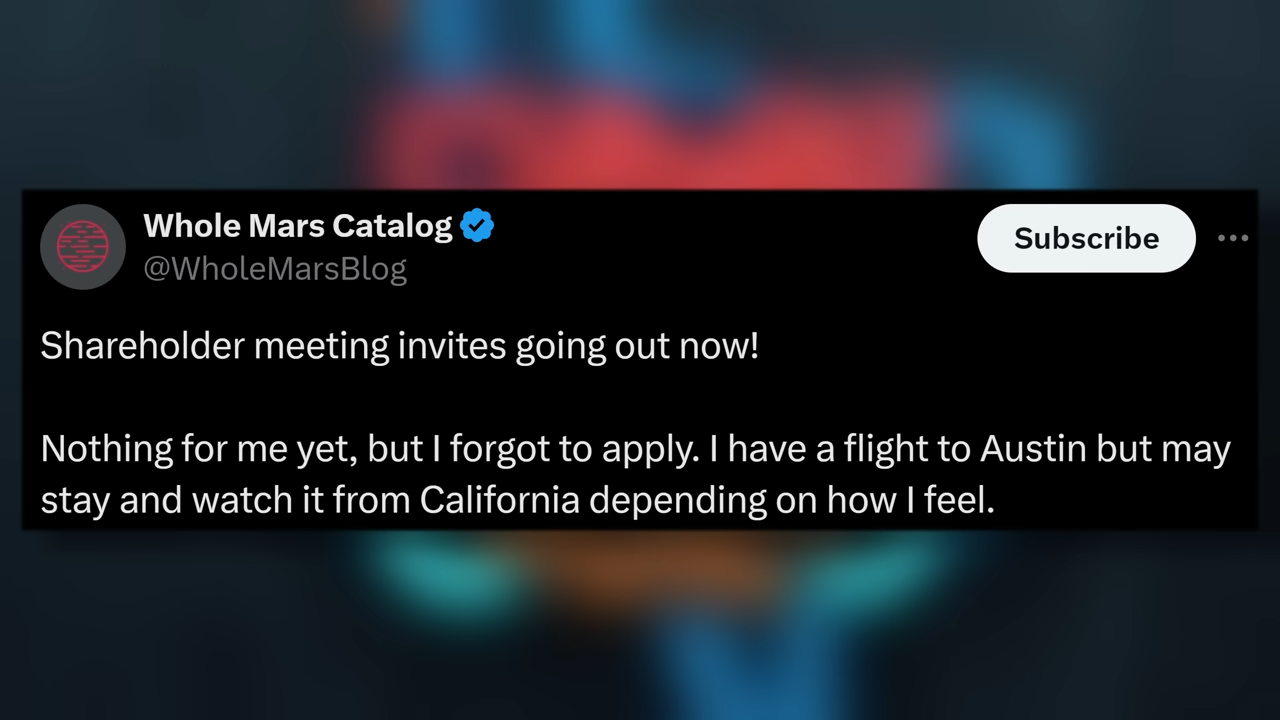 Whole Mars Catalog
@WholeMarsBlog
Subscribe
Shareholder meeting invites going out now!
Nothing for me yet, but I forgot to apply. I have a flight to Austin but may
stay and watch it from California depending on how I feel.